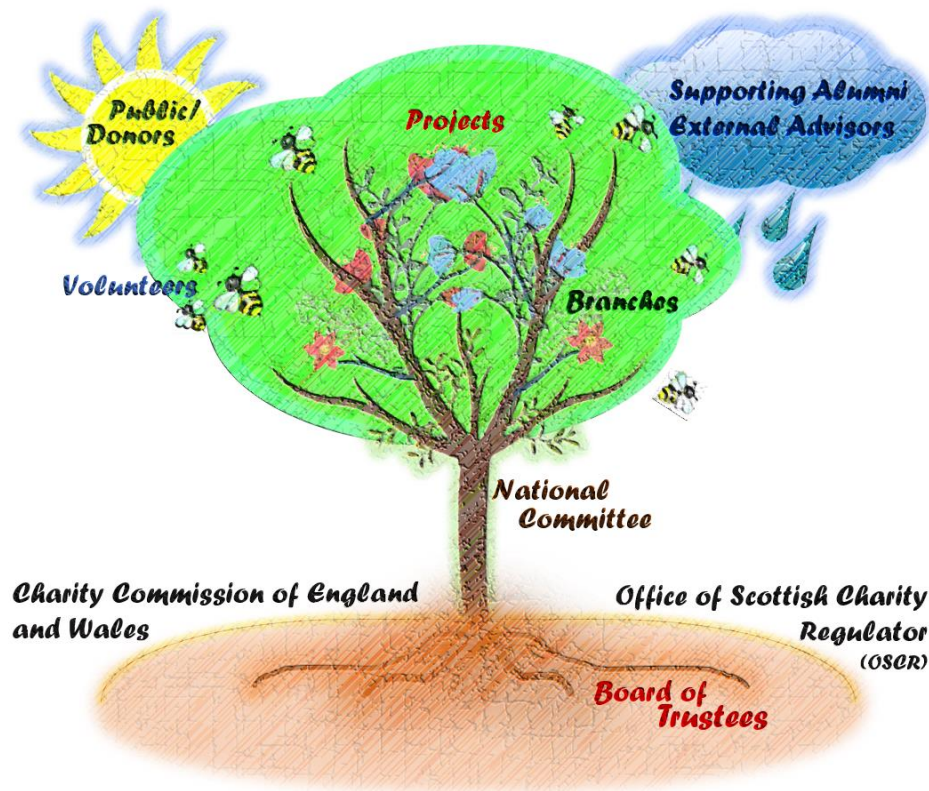 Public/
Donors
Supporting Alumni
External Advisors
Projects
Volunteers
Branches
National
Committee
Charity Commission of England
and Wales
Office of Scottish Charity
Regulator
(OSCR)
Board of
Trustees